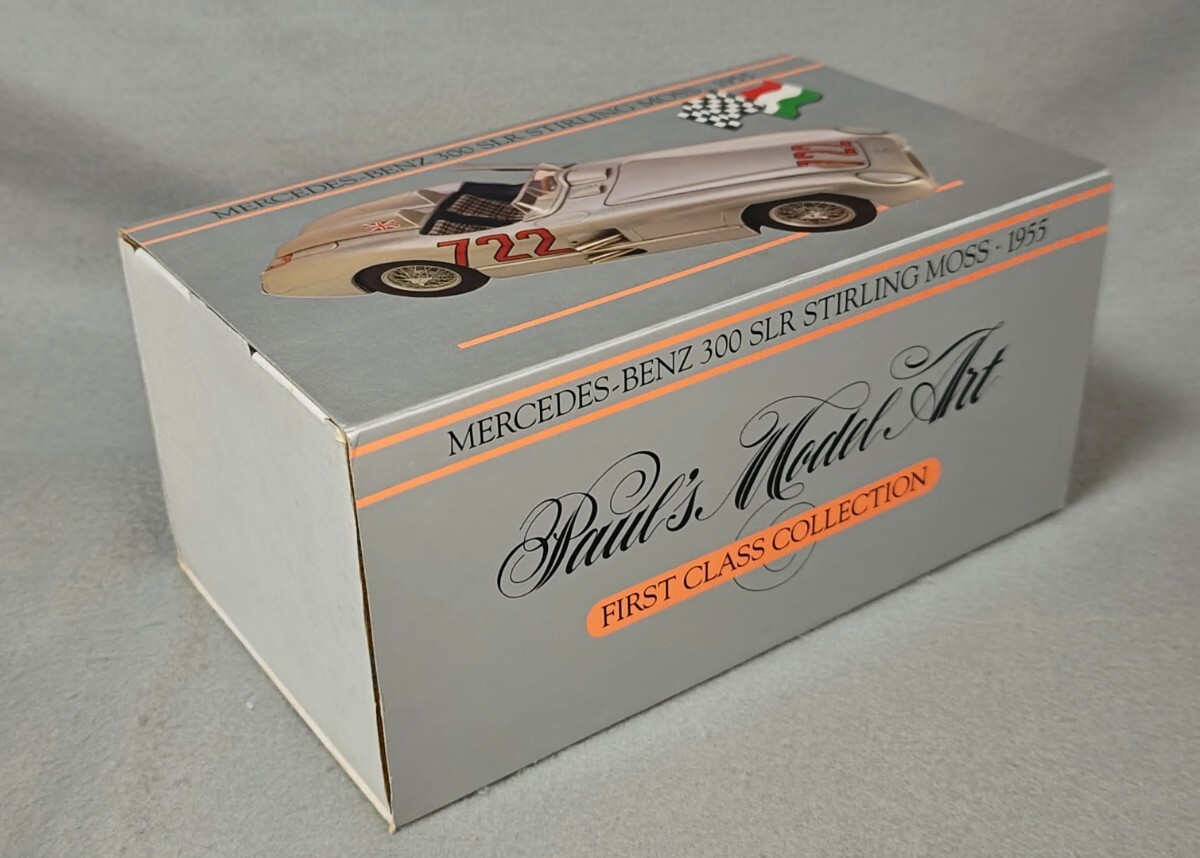 MERCEDES-BENZ 300 SLR STIRLING MOSS · 1955
722
722
MERCEDES-BENZ 300 SLR STIRLING MOSS · 1955
Paul's Model Art
FIRST CLASS COLLECTION